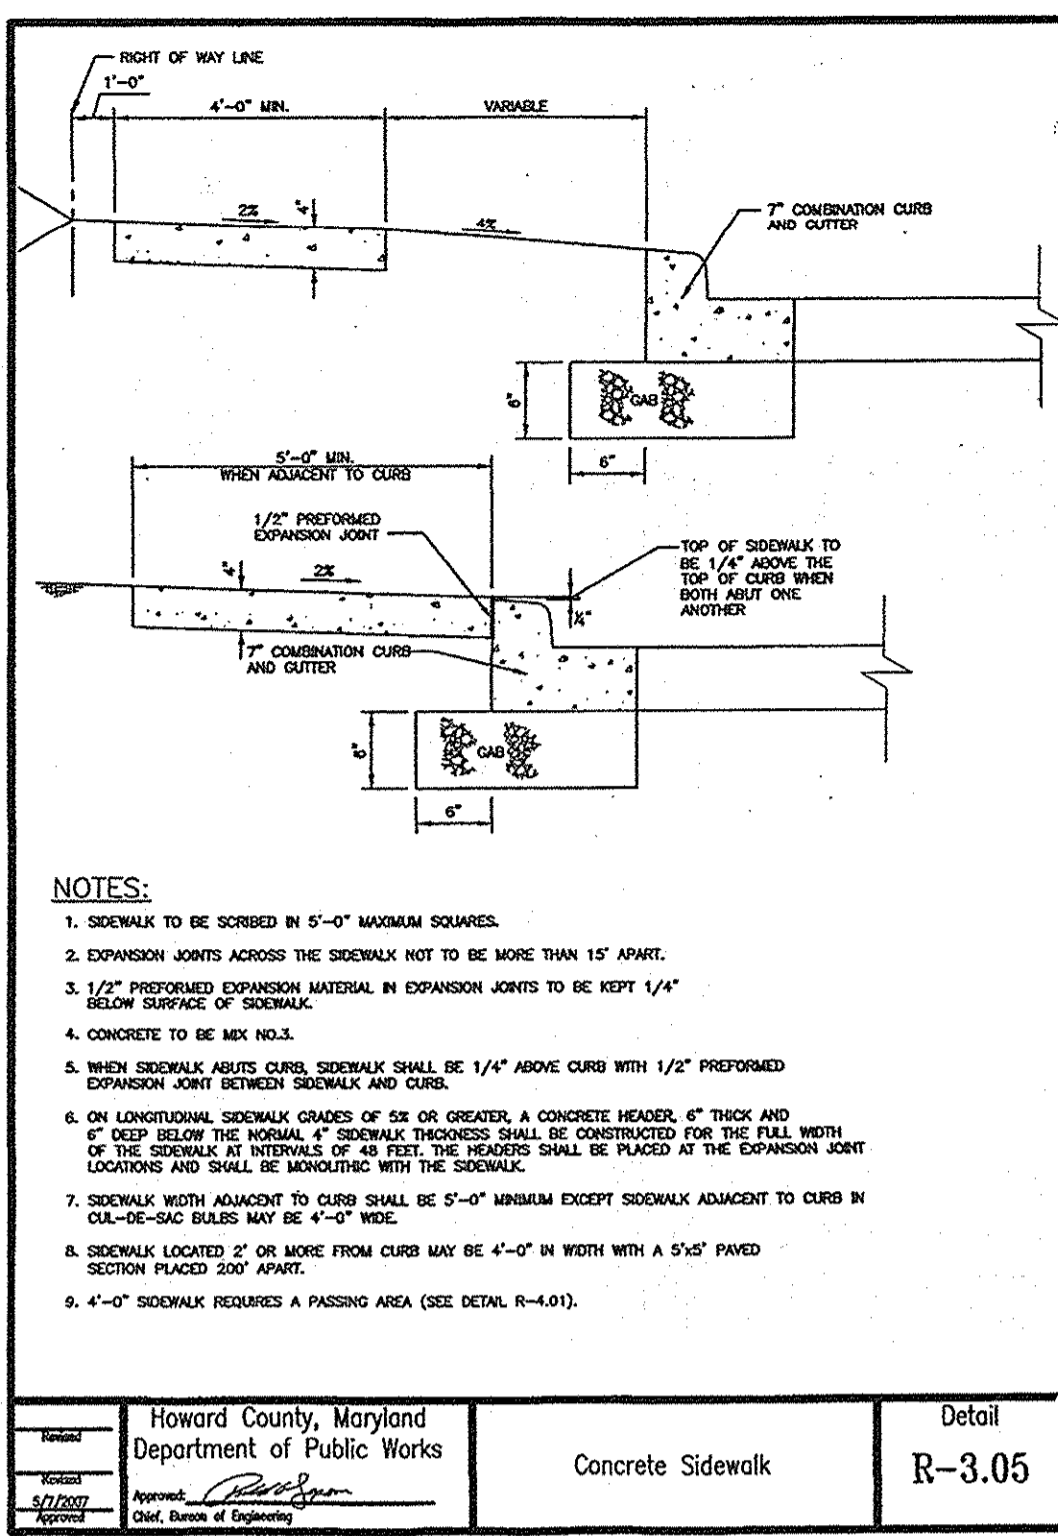 RIGHT OF WAY LINE
1'-0"
4'-0" MIN.
VARIABLE
2%
4"
4%
7" COMBINATION CURB
AND GUTTER
6"
GAB
6"
5'-0" MIN.
WHEN ADJACENT TO CURB
1/2" PREFORMED
EXPANSION JOINT
TOP OF SIDEWALK TO
BE 1/4" ABOVE THE
TOP OF CURB WHEN
BOTH ABUT ONE
ANOTHER
4"
2%
1/4"
7" COMBINATION CURB
AND GUTTER
6"
GAB
6"
NOTES:
1. SIDEWALK TO BE SCRIBED IN 5'-0" MAXIMUM SQUARES.
2. EXPANSION JOINTS ACROSS THE SIDEWALK NOT TO BE MORE THAN 15' APART.
3. 1/2" PREFORMED EXPANSION MATERIAL IN EXPANSION JOINTS TO BE KEPT 1/4"
BELOW SURFACE OF SIDEWALK.
4. CONCRETE TO BE MIX NO.3.
5. WHEN SIDEWALK ABUTS CURB, SIDEWALK SHALL BE 1/4" ABOVE CURB WITH 1/2" PREFORMED
EXPANSION JOINT BETWEEN SIDEWALK AND CURB.
6. ON LONGITUDINAL SIDEWALK GRADES OF 5% OR GREATER, A CONCRETE HEADER, 6" THICK AND
6" DEEP BELOW THE NORMAL 4" SIDEWALK THICKNESS SHALL BE CONSTRUCTED FOR THE FULL WIDTH
OF THE SIDEWALK AT INTERVALS OF 48 FEET. THE HEADERS SHALL BE PLACED AT THE EXPANSION JOINT
LOCATIONS AND SHALL BE MONOLITHIC WITH THE SIDEWALK.
7. SIDEWALK WIDTH ADJACENT TO CURB SHALL BE 5'-0" MINIMUM EXCEPT SIDEWALK ADJACENT TO CURB IN
CUL-DE-SAC BULBS MAY BE 4'-0" WIDE.
8. SIDEWALK LOCATED 2' OR MORE FROM CURB MAY BE 4'-0" IN WIDTH WITH A 5'x5' PAVED
SECTION PLACED 200' APART.
9. 4'-0" SIDEWALK REQUIRES A PASSING AREA (SEE DETAIL R-4.01).
Revised
Revised
5/7/2007
Approved
Howard County, Maryland
Department of Public Works
Approved:
Chief, Bureau of Engineering
Concrete Sidewalk
Detail
R-3.05